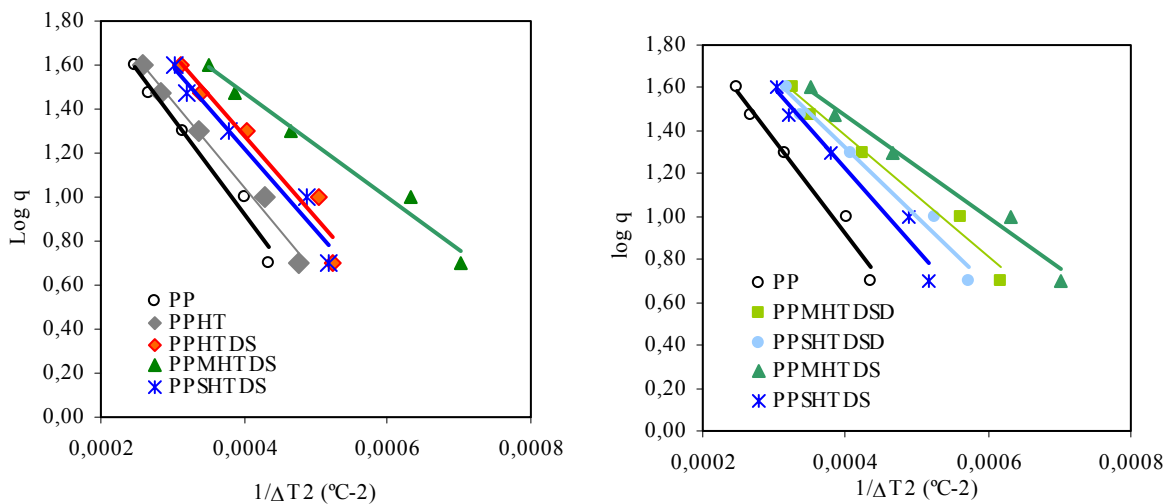 1,80
1,60
1,40
1,20
1,00
0,80
0,60
0,40
0,20
0,00
Log q
PP
PPHT
PPHTDS
PPMHTDS
PPSHTDS
0,0002
0,0004
0,0006
0,0008
1/ΔT2 (ºC-2)
1,80
1,60
1,40
1,20
1,00
0,80
0,60
0,40
0,20
0,00
log q
PP
PPMHTDSD
PPSHTDSD
PPMHTDS
PPSHTDS
0,0002
0,0004
0,0006
0,0008
1/ΔT2 (ºC-2)